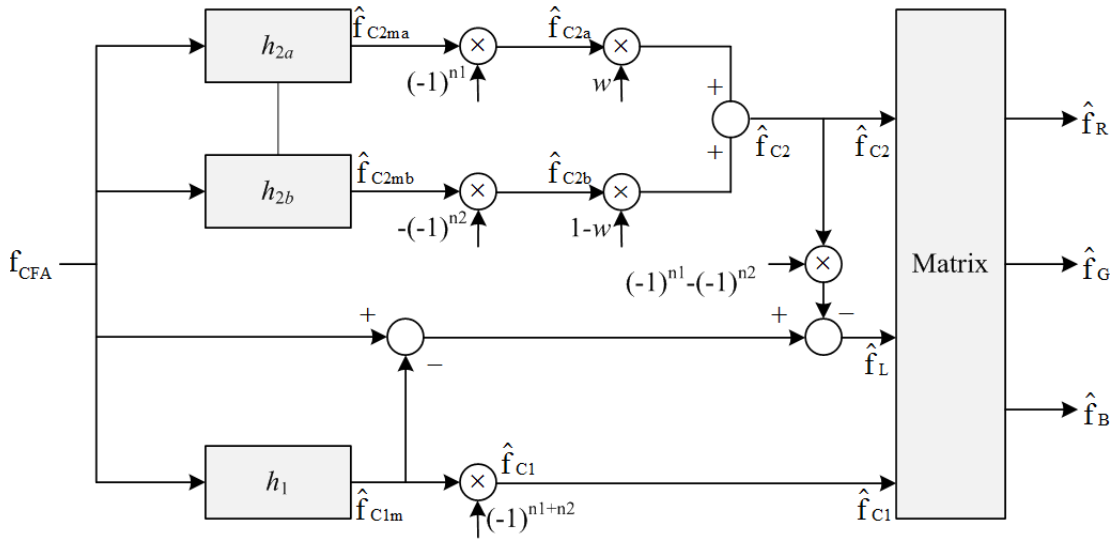 h2a
f̂C2ma
×
(-1)^n1
f̂C2a
×
w
+
h2b
f̂C2mb
×
-(-1)^n2
f̂C2b
×
1-w
+
f̂C2
f̂C2
fCFA
×
(-1)^n1-(-1)^n2
+
−
+
−
f̂L
h1
f̂C1m
×
(-1)^n1+n2
f̂C1
f̂C1
Matrix
f̂R
f̂G
f̂B